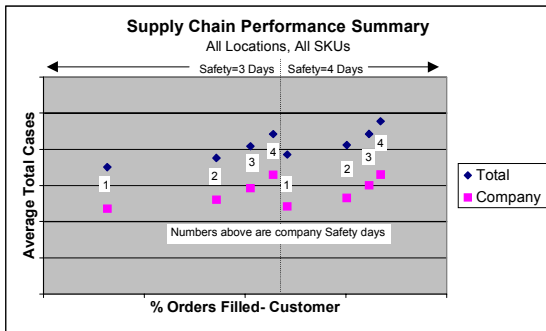 Supply Chain Performance Summary
All Locations, All SKUs
Safety=3 Days Safety=4 Days
Average Total Cases
4 4
3 3
2 2
1 1
Total
Company
Numbers above are company Safety days
% Orders Filled- Customer